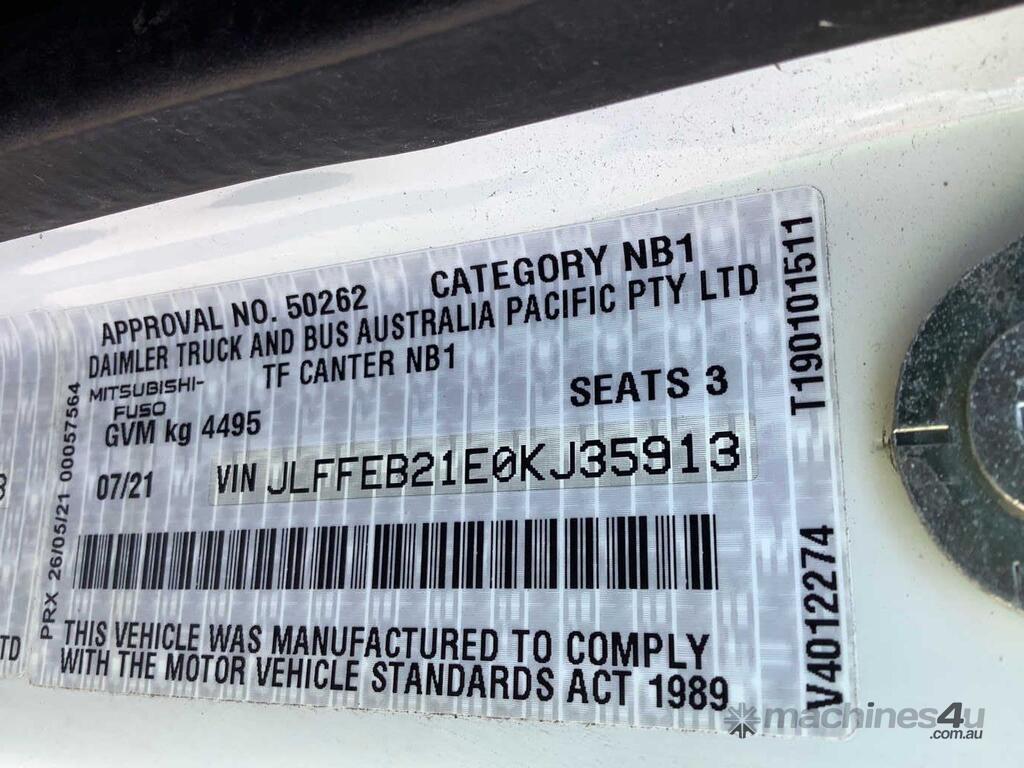 APPROVAL NO. 50262 CATEGORY NB1
DAIMLER TRUCK AND BUS AUSTRALIA PACIFIC PTY LTD
MITSUBISHI-
FUSO
TF CANTER NB1
SEATS 3
GVM kg 4495
07/21 VIN JLFFEB21E0KJ35913
THIS VEHICLE WAS MANUFACTURED TO COMPLY
WITH THE MOTOR VEHICLE STANDARDS ACT 1989
PRX 26/05/21 00057564
T190101511
V4012274
TD
machines4u
.com.au